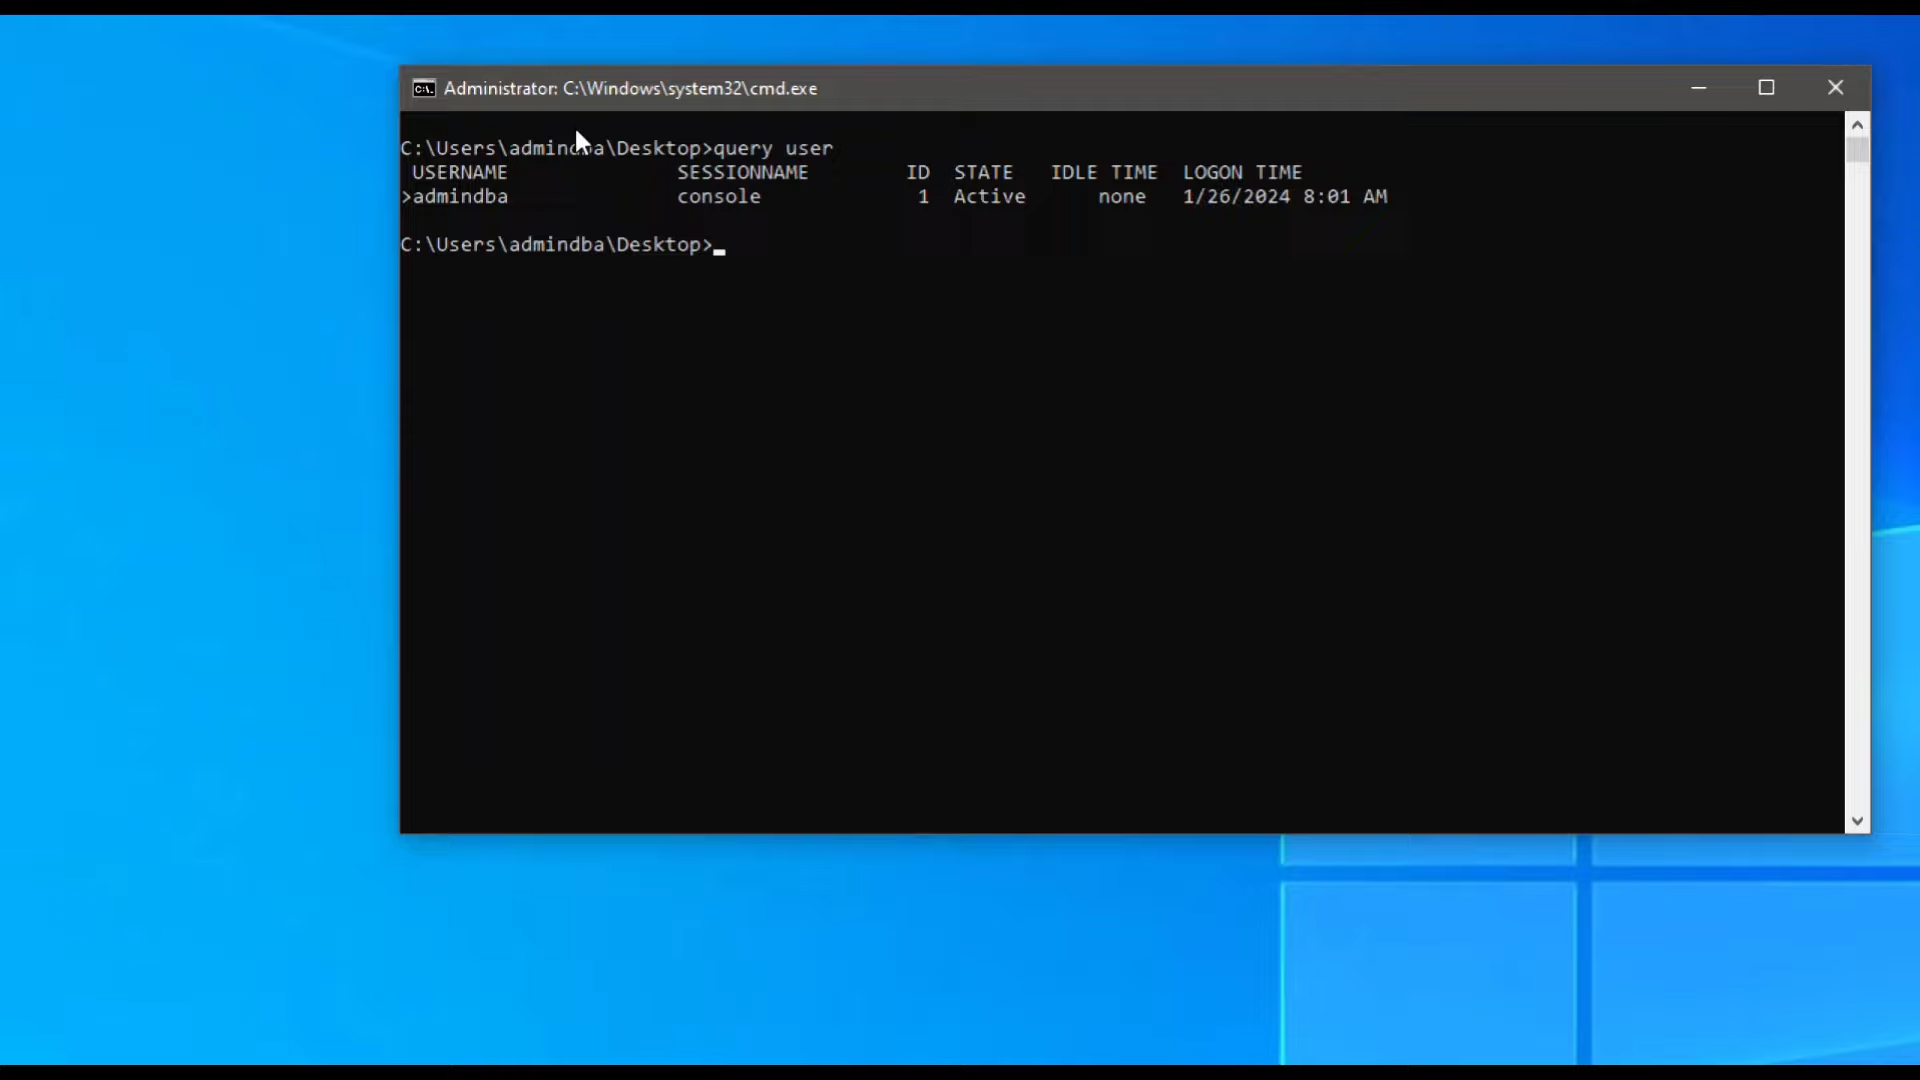 Administrator: C:\Windows\system32\cmd.exe
C:\Users\admindba\Desktop>query user
USERNAME SESSIONNAME ID STATE IDLE TIME LOGON TIME
>admindba console 1 Active none 1/26/2024 8:01 AM
C:\Users\admindba\Desktop>